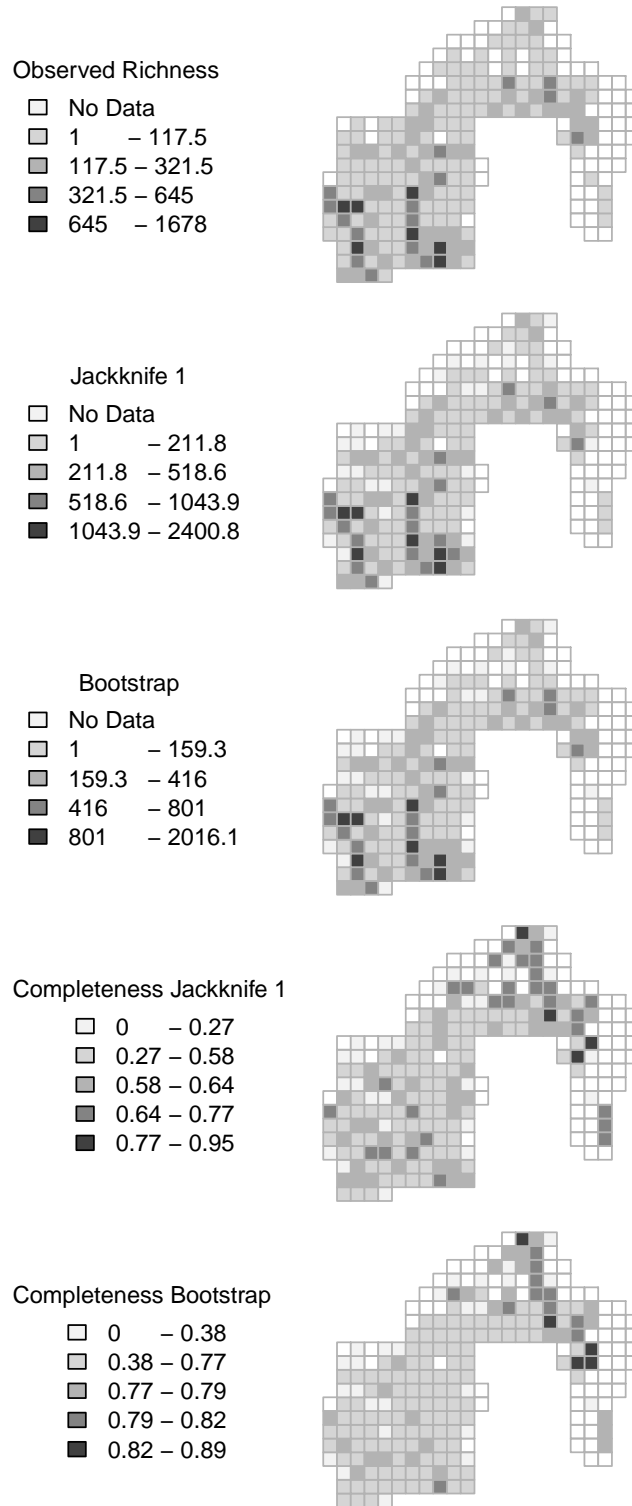 Observed Richness
No Data
1 – 117.5
117.5 – 321.5
321.5 – 645
645 – 1678
Jackknife 1
No Data
1 – 211.8
211.8 – 518.6
518.6 – 1043.9
1043.9 – 2400.8
Bootstrap
No Data
1 – 159.3
159.3 – 416
416 – 801
801 – 2016.1
Completeness Jackknife 1
0 – 0.27
0.27 – 0.58
0.58 – 0.64
0.64 – 0.77
0.77 – 0.95
Completeness Bootstrap
0 – 0.38
0.38 – 0.77
0.77 – 0.79
0.79 – 0.82
0.82 – 0.89